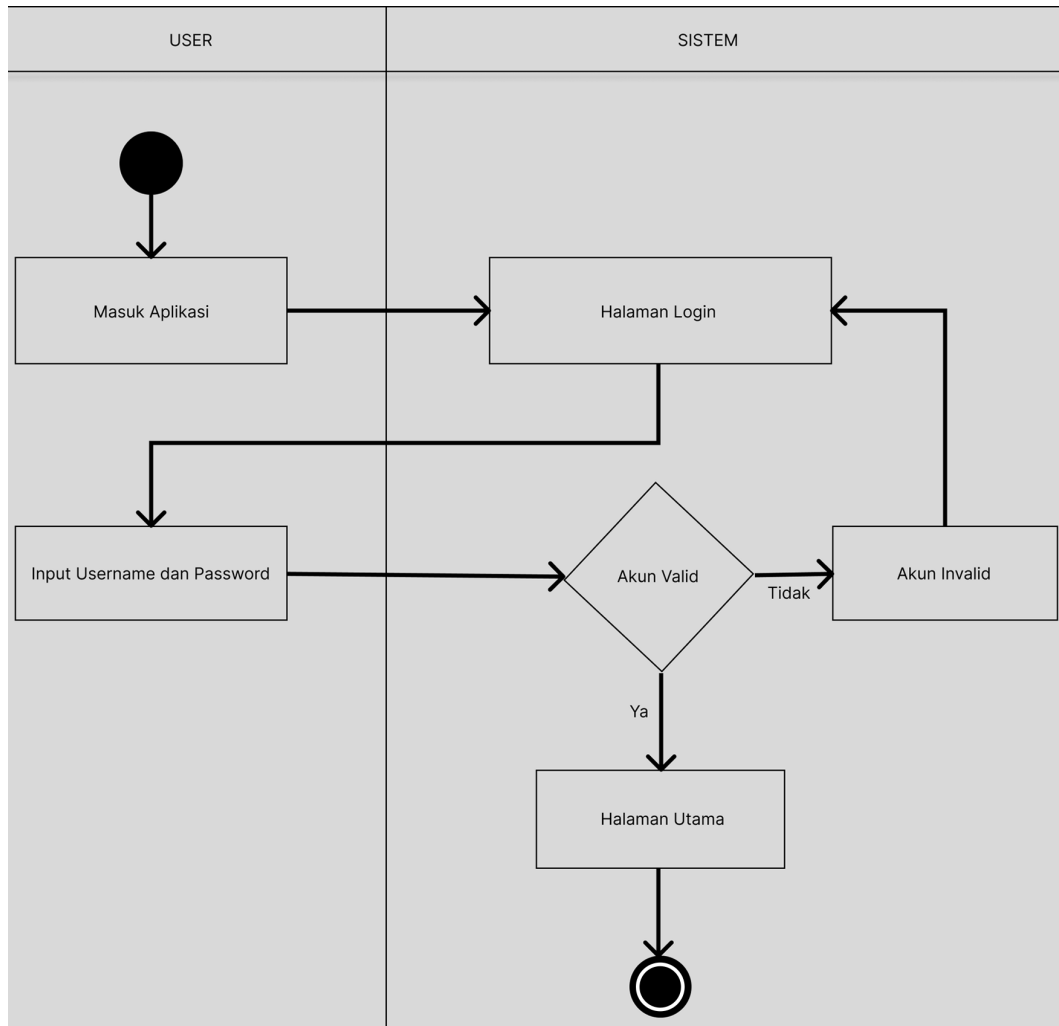 USER
SISTEM
Masuk Aplikasi
Halaman Login
Input Username dan Password
Akun Valid
Tidak
Akun Invalid
Ya
Halaman Utama